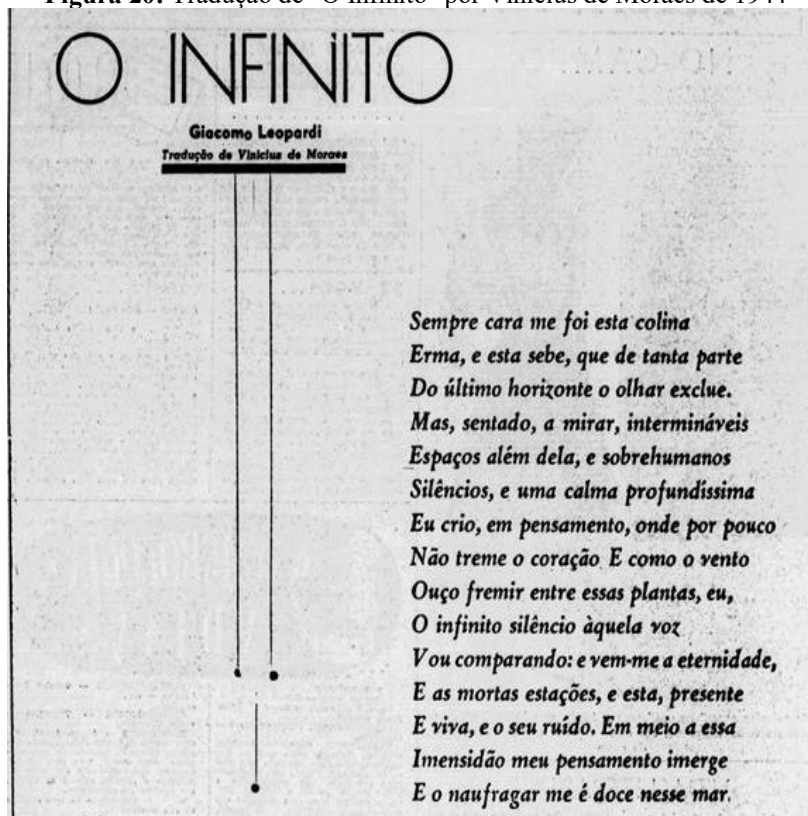 Figura 20: Tradução de "O Infinito" por Vinicius de Moraes de 1944
O INFINITO
Giacomo Leopardi
Tradução de Vinicius de Moraes
Sempre cara me foi esta colina
Erma, e esta sebe, que de tanta parte
Do último horizonte o olhar exclue.
Mas, sentado, a mirar, intermináveis
Espaços além dela, e sobrehumanos
Silêncios, e uma calma profundíssima
Eu crio, em pensamento, onde por pouco
Não treme o coração. E como o vento
Ouço fremir entre essas plantas, eu,
O infinito silêncio àquela voz
Vou comparando: e vem-me a eternidade,
E as mortas estações, e esta, presente
E viva, e o seu ruído. Em meio a essa
Imensidão meu pensamento imerge
E o naufragar me é doce nesse mar.